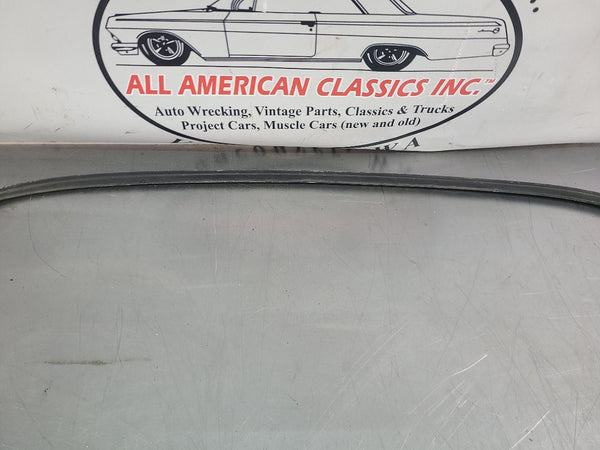 ALL AMERICAN CLASSICS INC.™
Auto Wrecking, Vintage Parts, Classics & Trucks
Project Cars, Muscle Cars (new and old)